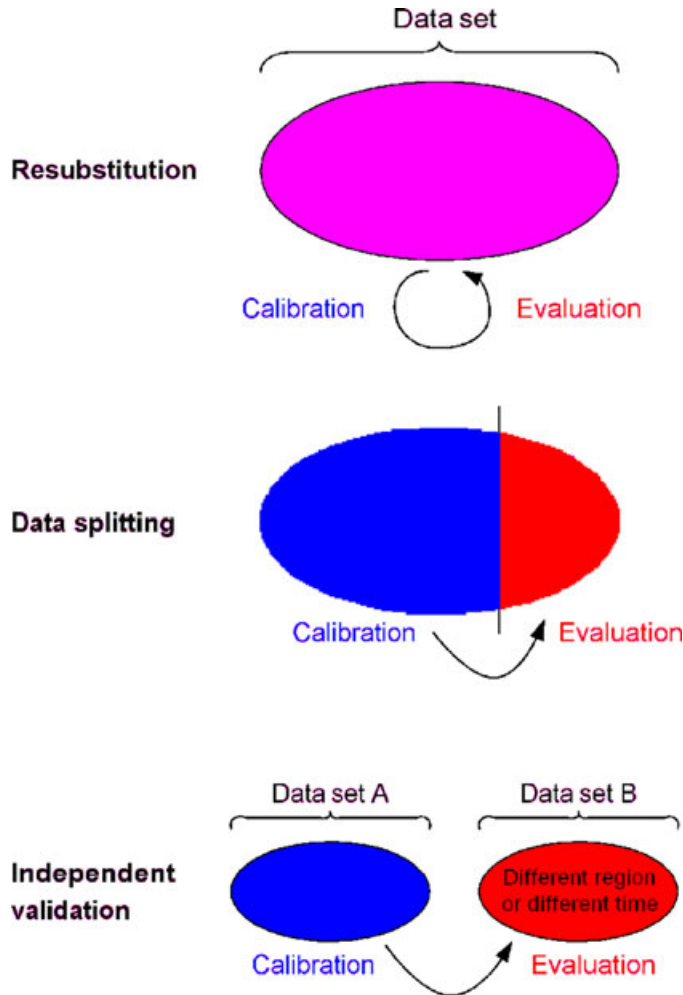 Data set
Resubstitution
Calibration
Evaluation
Data splitting
Calibration
Evaluation
Data set A
Data set B
Independent
validation
Different region
or different time
Calibration
Evaluation